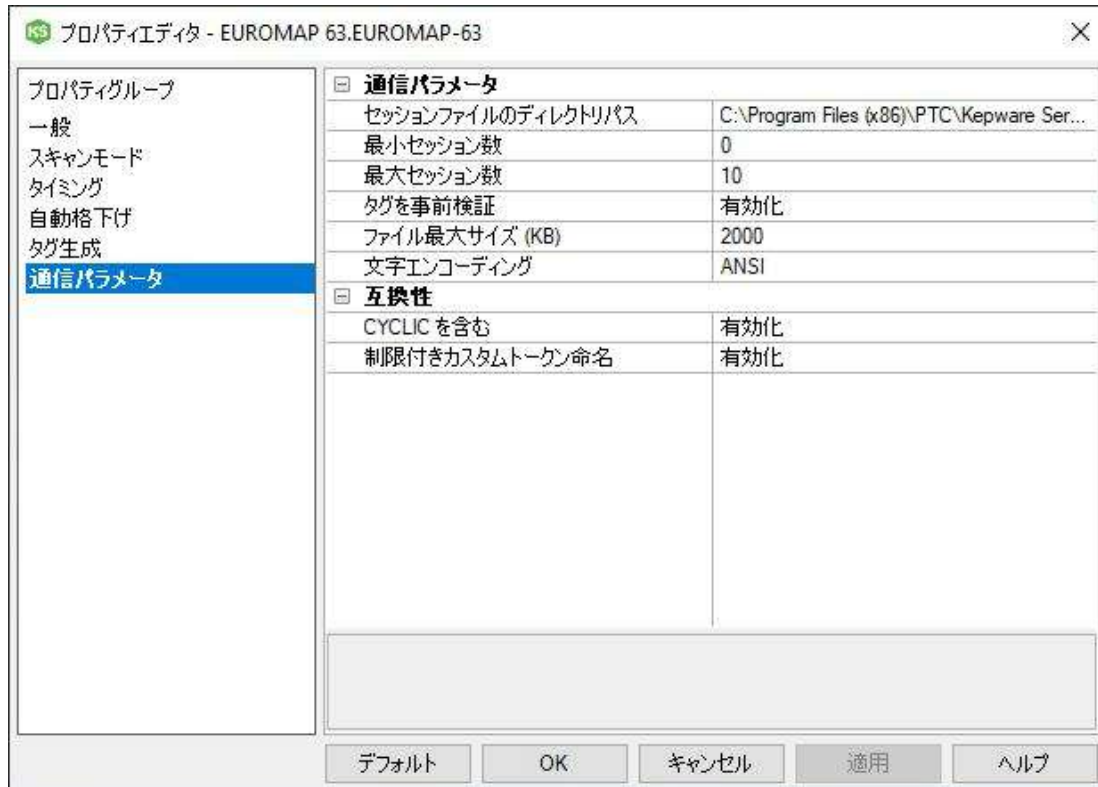 KS プロパティエディタ - EUROMAP 63.EUROMAP-63
プロパティグループ
一般
スキャンモード
タイミング
自動格下げ
タグ生成
通信パラメータ
通信パラメータ
セッションファイルのディレクトリパス C:\Program Files (x86)\PTC\Kepware Ser...
最小セッション数 0
最大セッション数 10
タグを事前検証 有効化
ファイル最大サイズ (KB) 2000
文字エンコーディング ANSI
互換性
CYCLIC を含む 有効化
制限付きカスタムトークン命名 有効化
デフォルト OK キャンセル 適用 ヘルプ